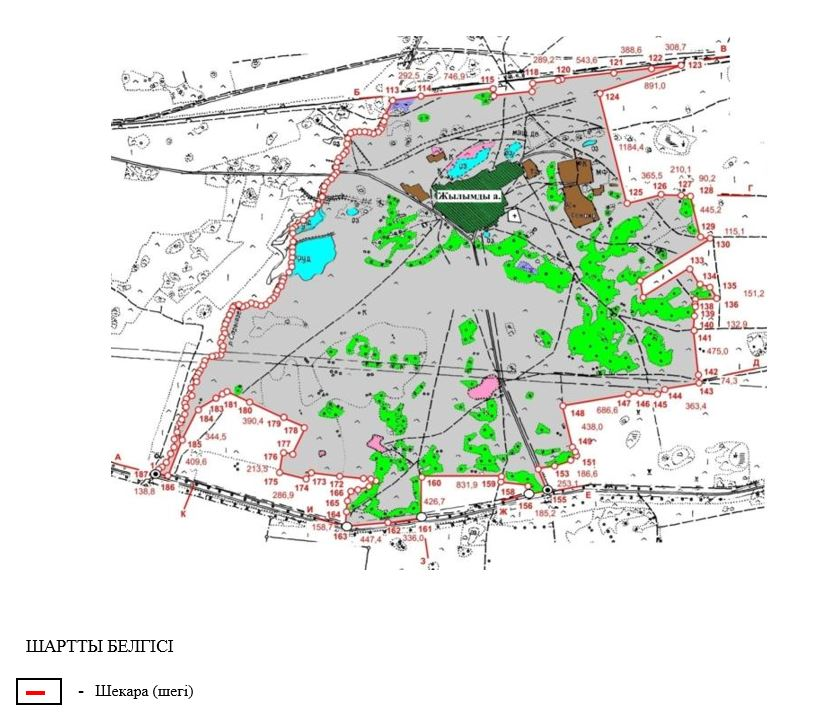 388,6 308,7 В
289,2 543,6 122 123
292,5 746,9 118 120 121
Б 113 114 115 891,0
124
маш. дв.
1184,4
оз
365,5 210,1 90,2
125 126 127 128 Г
Жылымды а.
445,2
129 115,1
130
оз
133
134
135 151,2
136
138
139 132,9
140
141 475,0
Д
142 74,3
143
144
147 146 145 363,4
148 686,6
438,0
181
183 180
184 390,4 179
178
185 344,5 177
149
176 151
А 409,6 213,3
187 153 186,6
186 175 174 173 172 160 831,9 159 253,1
138,8 166 158 Е
286,9 165 426,7 156 155
К И 164 Ж 185,2
158,7 162 161
163 447,4 336,0
З
ШАРТТЫ БЕЛГІСІ
- Шекара (шегі)